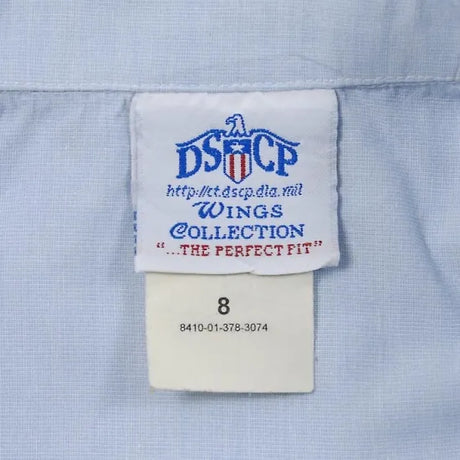 DSCP
http://ct.dscp.dla.mil
WINGS
COLLECTION
"...THE PERFECT FIT"
8
8410-01-378-3074